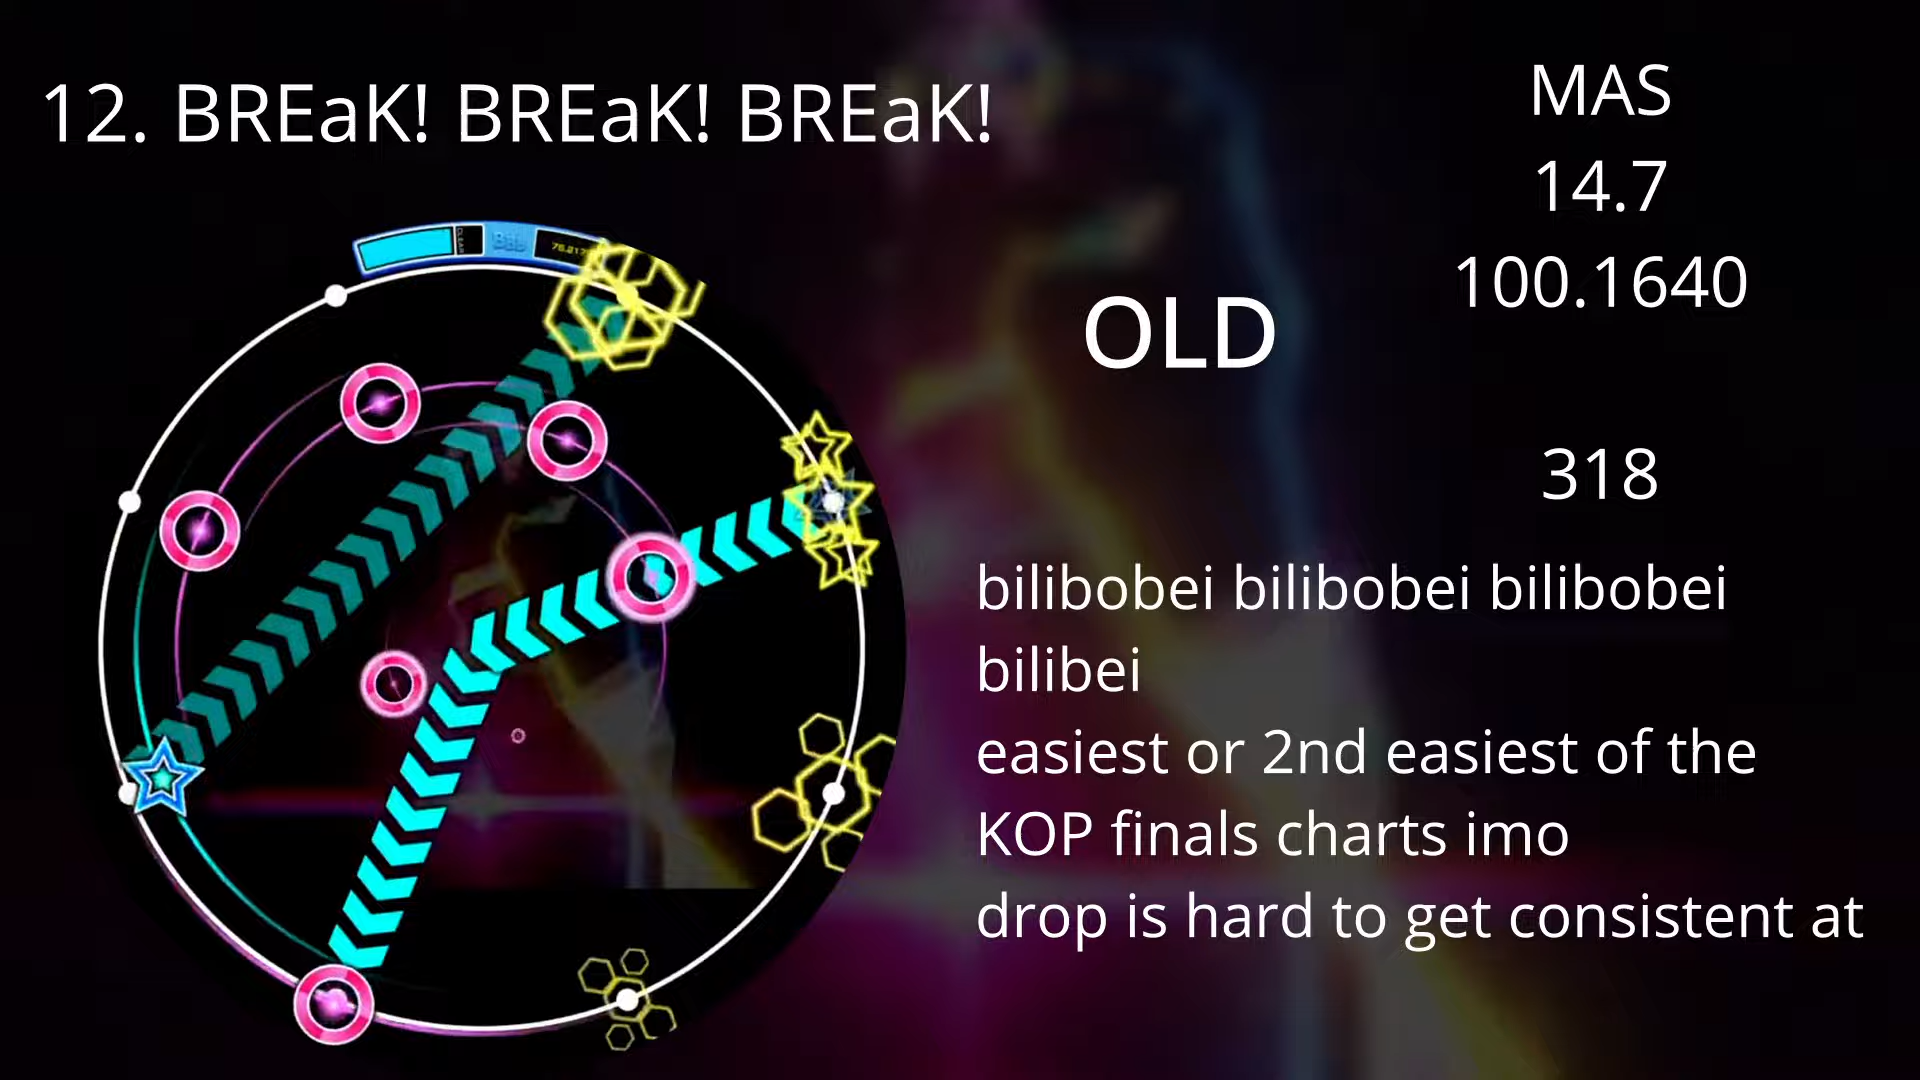 12. BREaK! BREaK! BREaK!
MAS
14.7
100.1640
OLD
318
bilibobei bilibobei bilibobei
bilibei
easiest or 2nd easiest of the
KOP finals charts imo
drop is hard to get consistent at